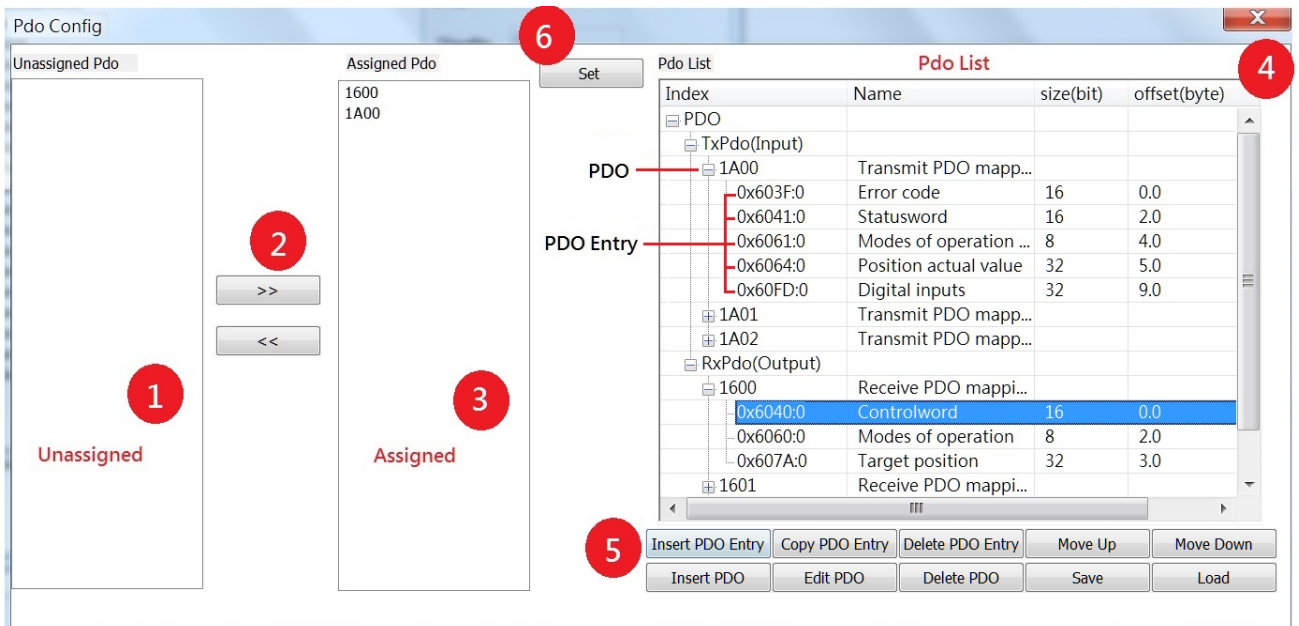 Pdo Config
X
6
Unassigned Pdo
Assigned Pdo
Set
Pdo List
Pdo List
4
1600
1A00
Index Name size(bit) offset(byte)
PDO
TxPdo(Input)
PDO
1A00 Transmit PDO mapp...
0x603F:0 Error code 16 0.0
0x6041:0 Statusword 16 2.0
PDO Entry
0x6061:0 Modes of operation ... 8 4.0
0x6064:0 Position actual value 32 5.0
0x60FD:0 Digital inputs 32 9.0
1A01 Transmit PDO mapp...
1A02 Transmit PDO mapp...
RxPdo(Output)
1600 Receive PDO mappi...
0x6040:0 Controlword 16 0.0
0x6060:0 Modes of operation 8 2.0
0x607A:0 Target position 32 3.0
1601 Receive PDO mappi...
2
>>
<<
1
Unassigned
3
Assigned
5
Insert PDO Entry Copy PDO Entry Delete PDO Entry Move Up Move Down
Insert PDO Edit PDO Delete PDO Save Load